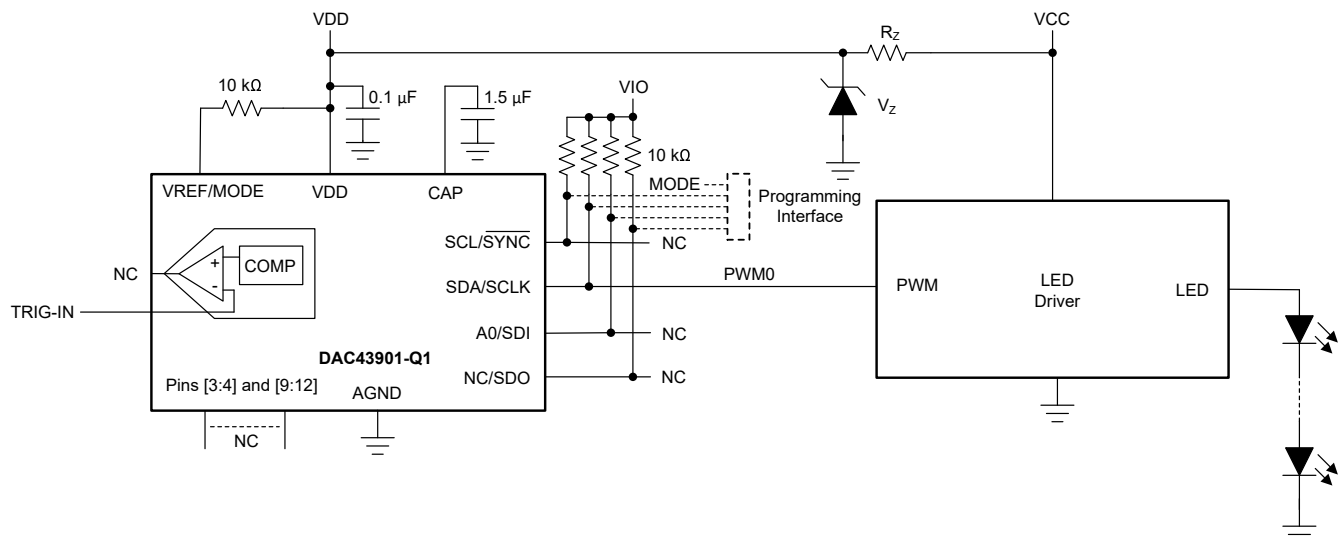 VDD
VCC
R_Z
10 kΩ
0.1 µF
1.5 µF
VIO
V_Z
10 kΩ
VREF/MODE
VDD
CAP
MODE
Programming
Interface
SCL/SYNC
NC
NC
+
COMP
-
PWM0
SDA/SCLK
PWM
LED
Driver
LED
TRIG-IN
A0/SDI
NC
DAC43901-Q1
Pins [3:4] and [9:12]
AGND
NC/SDO
NC
NC